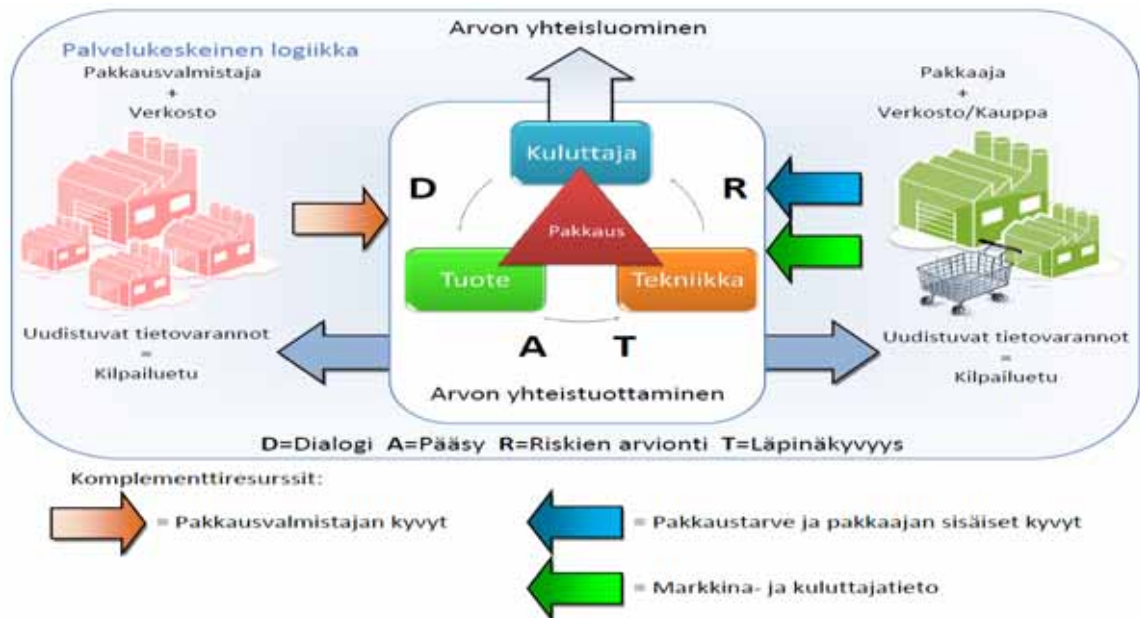 Arvon yhteisluominen
Palvelukeskeinen logiikka
Pakkausvalmistaja
+
Verkosto
Pakkaaja
+
Verkosto/Kauppa
Kuluttaja
D
R
Pakkaus
Tuote
Tekniikka
A T
Uudistuvat tietovarannot
=
Kilpailuetu
Uudistuvat tietovarannot
=
Kilpailuetu
Arvon yhteistuottaminen
D=Dialogi A=Pääsy R=Riskien arvionti T=Läpinäkyvyys
Komplementtiresurssit:
= Pakkausvalmistajan kyvyt
= Pakkaustarve ja pakkaajan sisäiset kyvyt
= Markkina- ja kuluttajatieto